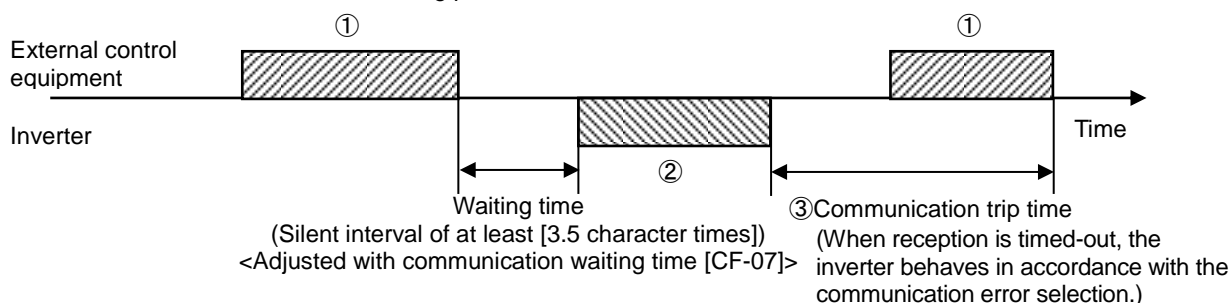 ①
①
External control
equipment
Inverter
Time
②
Waiting time
(Silent interval of at least [3.5 character times])
<Adjusted with communication waiting time [CF-07]>
③Communication trip time
(When reception is timed-out, the
inverter behaves in accordance with the
communication error selection.)